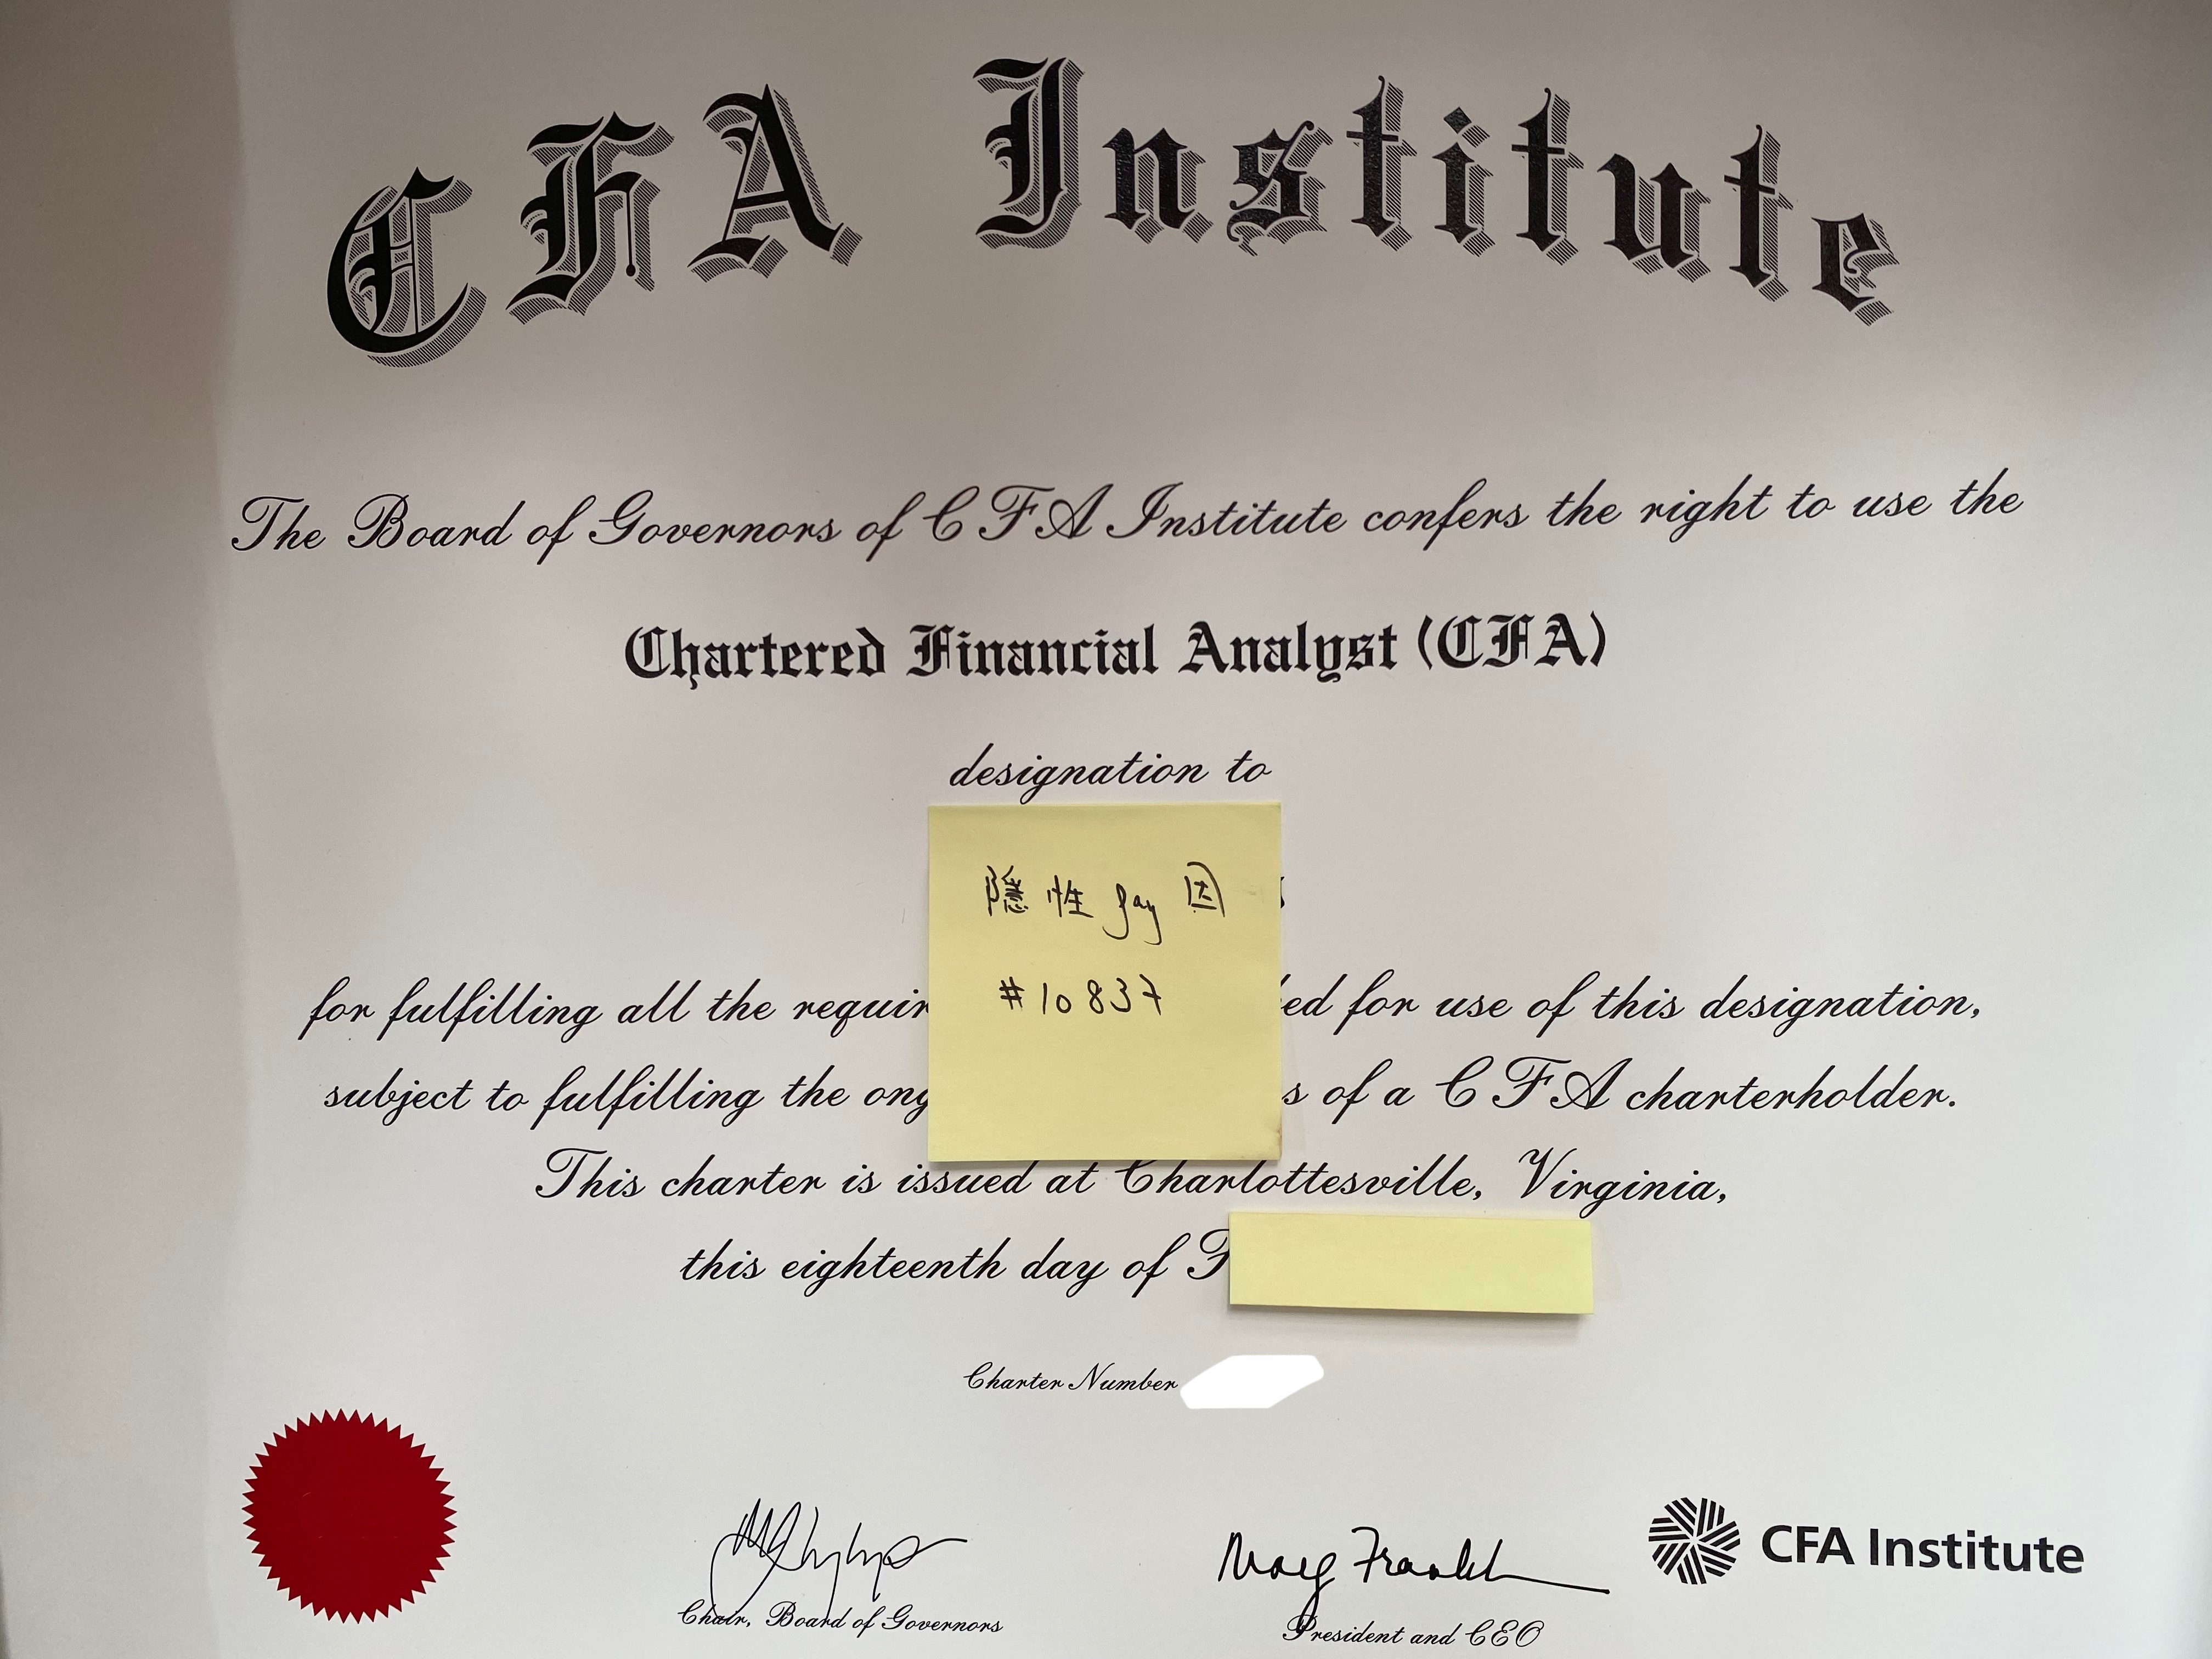 CFA Institute
The Board of Governors of CFA Institute confers the right to use the
Chartered Financial Analyst (CFA)
designation to
隱性 gay 因
#10837
for fulfilling all the requir ed for use of this designation,
subject to fulfilling the ong s of a CFA charterholder.
This charter is issued at Charlottesville, Virginia,
this eighteenth day of F
Charter Number
Chair, Board of Governors
President and CEO
CFA Institute